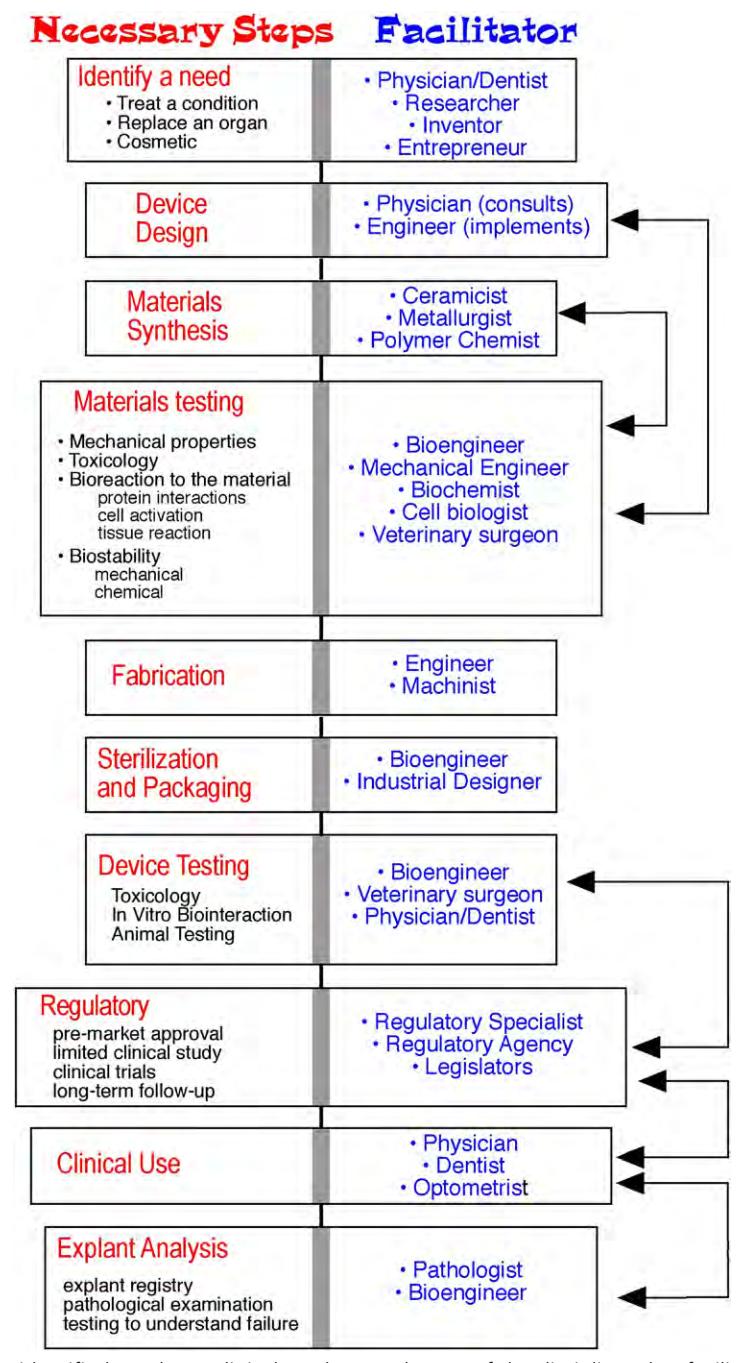 Necessary Steps Facilitator
Identify a need
• Treat a condition
• Replace an organ
• Cosmetic
• Physician/Dentist
• Researcher
• Inventor
• Entrepreneur
Device
Design
• Physician (consults)
• Engineer (implements)
Materials
Synthesis
• Ceramicist
• Metallurgist
• Polymer Chemist
Materials testing
• Mechanical properties
• Toxicology
• Bioreaction to the material
protein interactions
cell activation
tissue reaction
• Biostability
mechanical
chemical
• Bioengineer
• Mechanical Engineer
• Biochemist
• Cell biologist
• Veterinary surgeon
Fabrication
• Engineer
• Machinist
Sterilization
and Packaging
• Bioengineer
• Industrial Designer
Device Testing
Toxicology
In Vitro Biointeraction
Animal Testing
• Bioengineer
• Veterinary surgeon
• Physician/Dentist
Regulatory
pre-market approval
limited clinical study
clinical trials
long-term follow-up
• Regulatory Specialist
• Regulatory Agency
• Legislators
Clinical Use
• Physician
• Dentist
• Optometrist
Explant Analysis
explant registry
pathological examination
testing to understand failure
• Pathologist
• Bioengineer